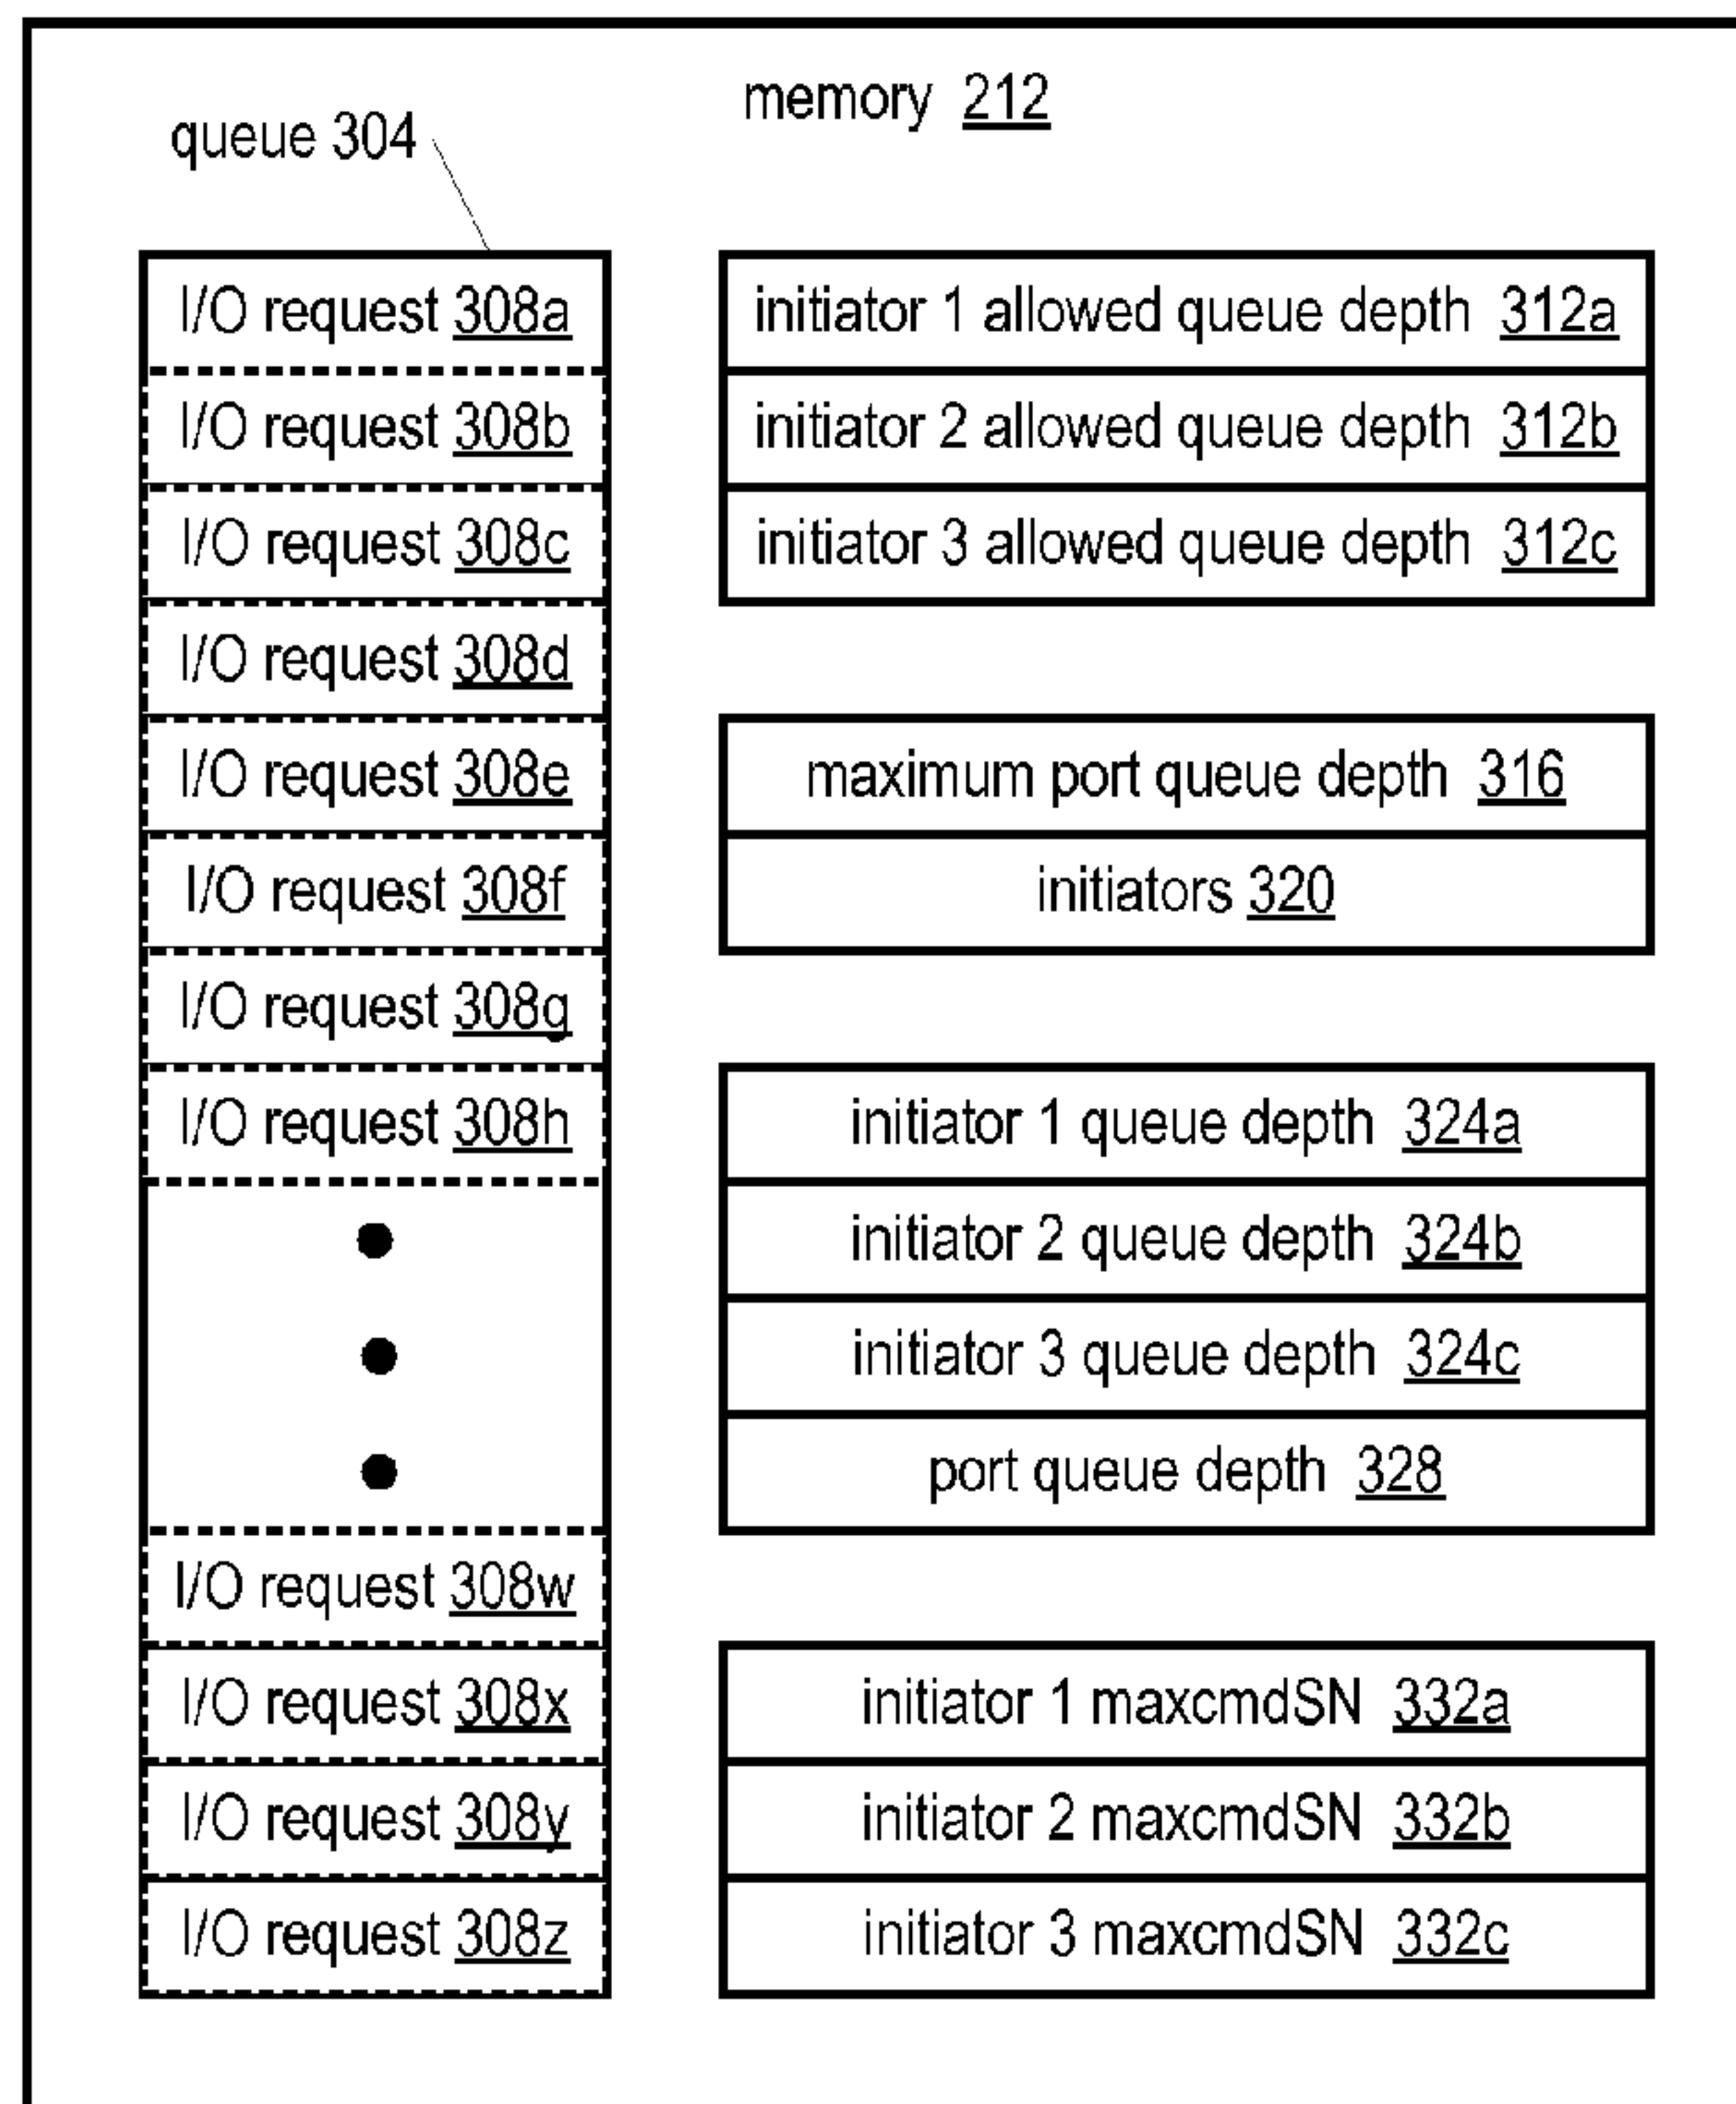 memory 212
queue 304
I/O request 308a
I/O request 308b
I/O request 308c
I/O request 308d
I/O request 308e
I/O request 308f
I/O request 308g
I/O request 308h
I/O request 308w
I/O request 308x
I/O request 308y
I/O request 308z
initiator 1 allowed queue depth 312a
initiator 2 allowed queue depth 312b
initiator 3 allowed queue depth 312c
maximum port queue depth 316
initiators 320
initiator 1 queue depth 324a
initiator 2 queue depth 324b
initiator 3 queue depth 324c
port queue depth 328
initiator 1 maxcmdSN 332a
initiator 2 maxcmdSN 332b
initiator 3 maxcmdSN 332c